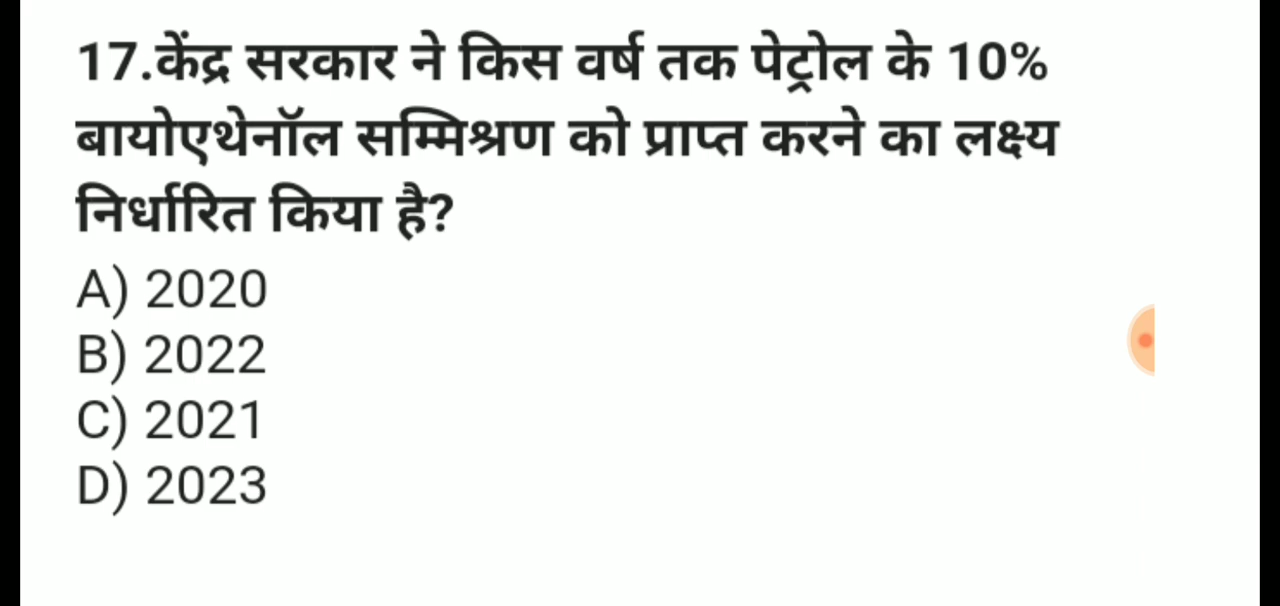 17.केंद्र सरकार ने किस वर्ष तक पेट्रोल के 10%
बायोएथेनॉल सम्मिश्रण को प्राप्त करने का लक्ष्य
निर्धारित किया है?
A) 2020
B) 2022
C) 2021
D) 2023